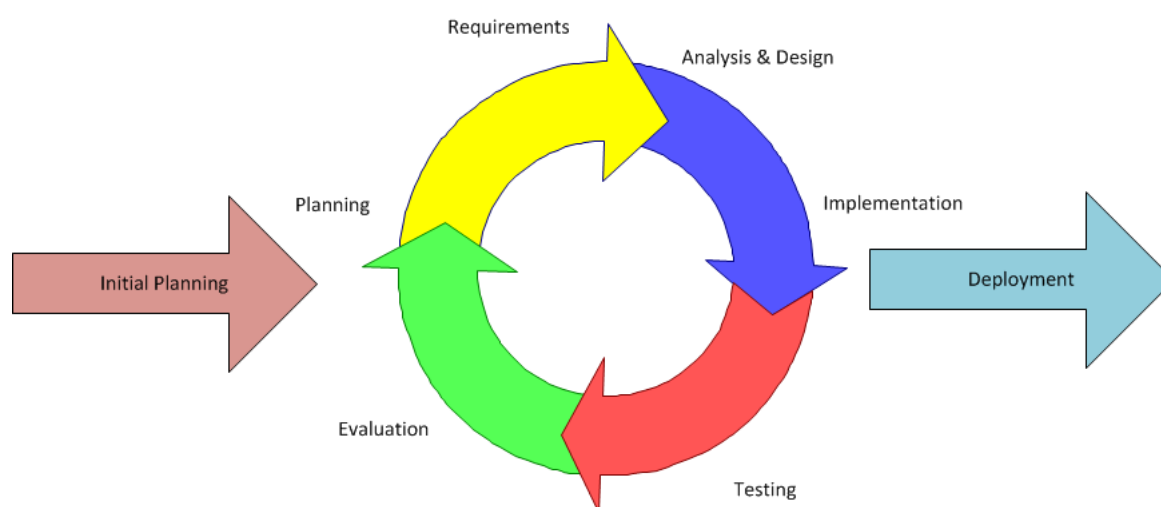 Requirements
Analysis & Design
Planning
Implementation
Initial Planning
Deployment
Evaluation
Testing